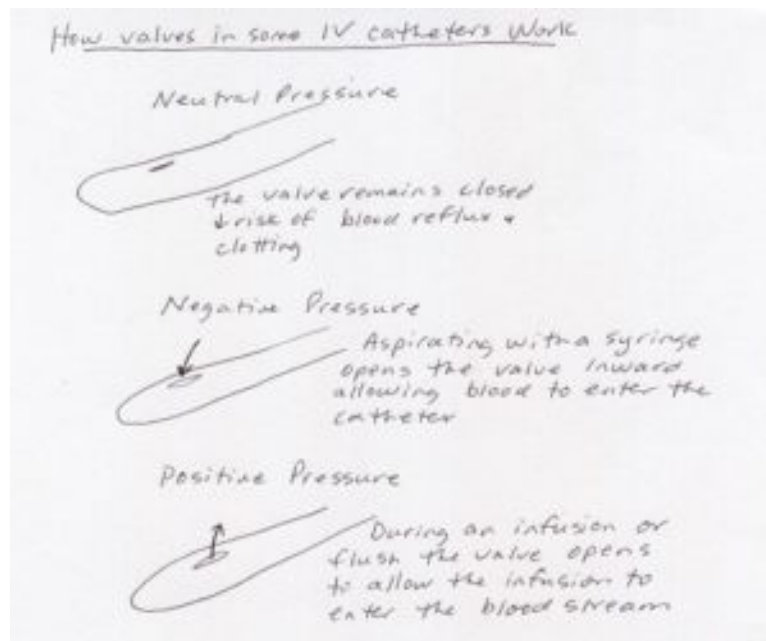 How valves in some IV catheters Work
Neutral Pressure
The valve remains closed
↓ risk of blood reflux +
clotting
Negative Pressure
Aspirating with a syringe
opens the valve inward
allowing blood to enter the
catheter
Positive Pressure
During an infusion or
flush the valve opens
to allow the infusion to
enter the blood stream